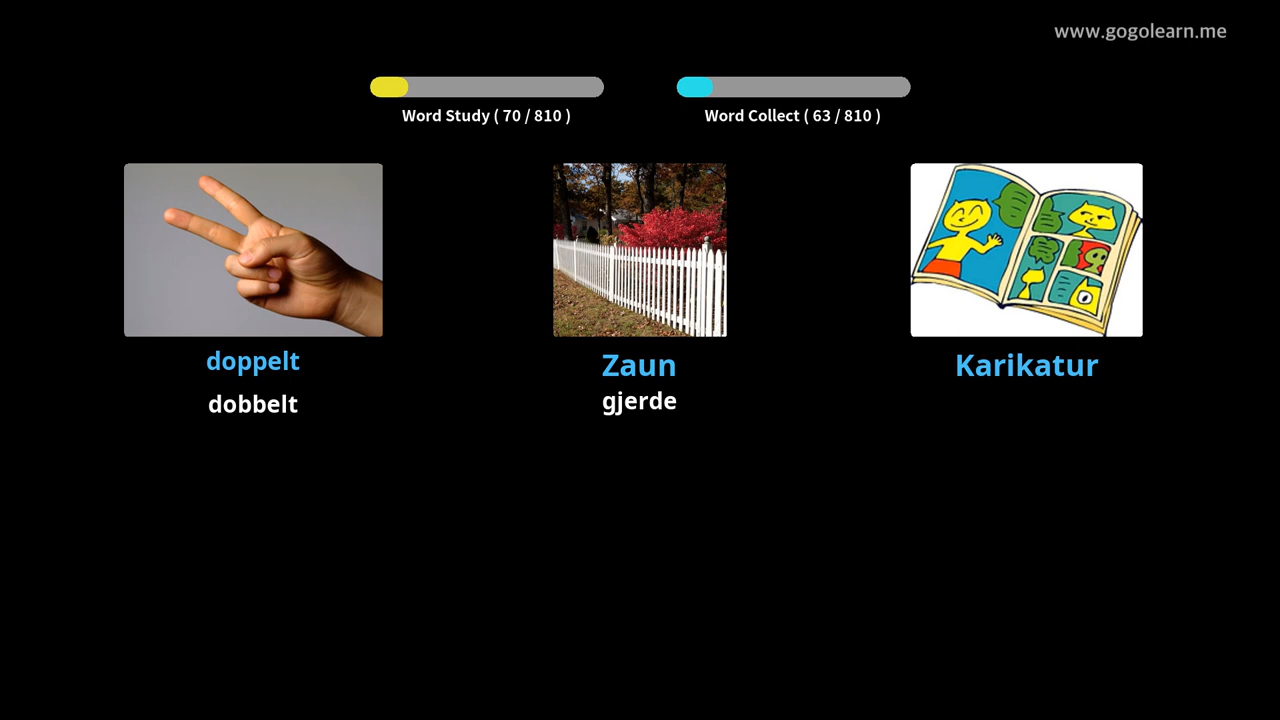 www.gogolearn.me
Word Study ( 70 / 810 )
Word Collect ( 63 / 810 )
doppelt
dobbelt
Zaun
gjerde
Karikatur